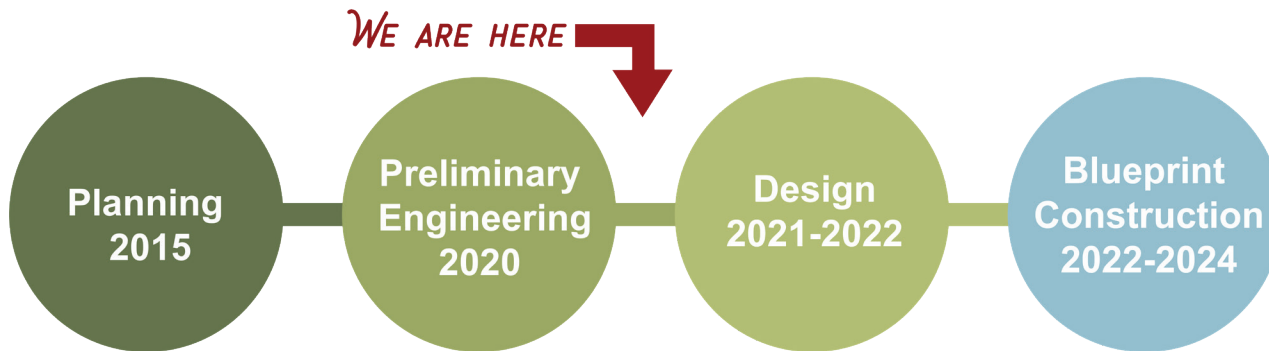 WE ARE HERE
Planning
2015
Preliminary
Engineering
2020
Design
2021-2022
Blueprint
Construction
2022-2024